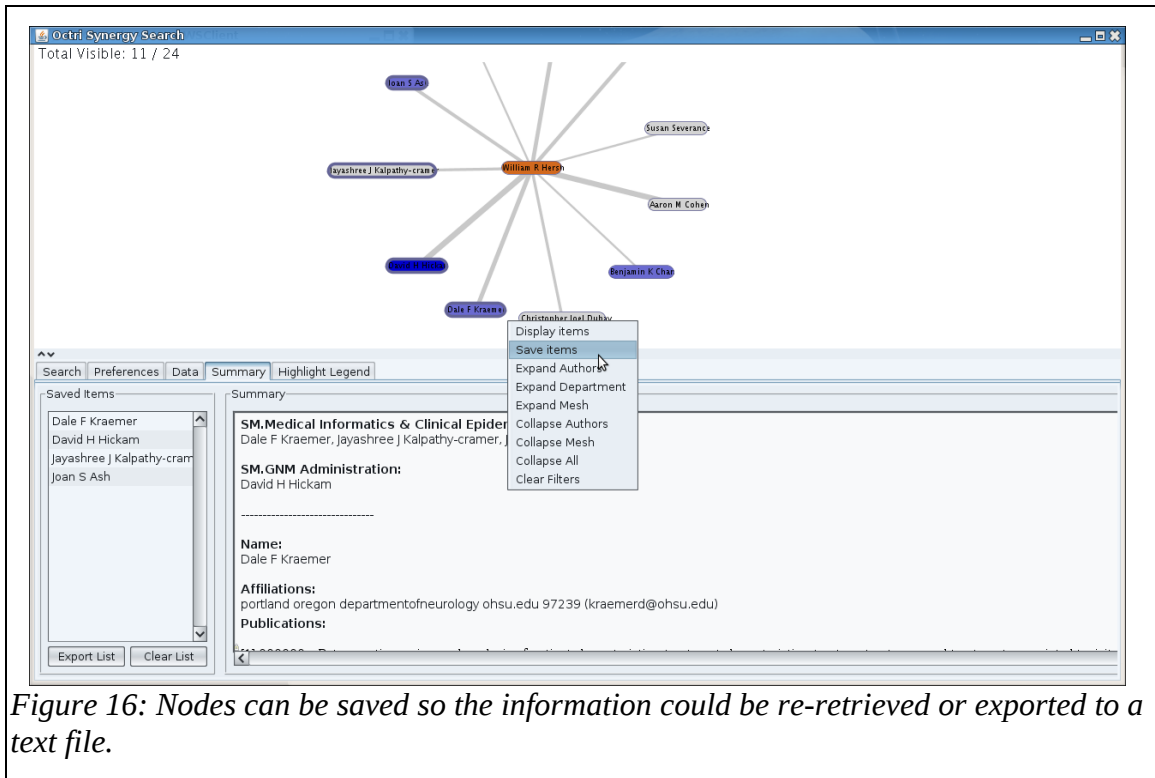 Octri Synergy Search
Total Visible: 11 / 24
Joan S As
Susan Severance
William R Hersh
Jayashree J Kalpathy-cramer
Aaron M Cohen
Benjamin K Chan
Dale F Kraemer
Christopher Joel Dubay
Display items
Save items
Expand Authors
Expand Department
Expand Mesh
Collapse Authors
Collapse Mesh
Collapse All
Clear Filters
Search Preferences Data Summary Highlight Legend
Saved Items
Dale F Kraemer
David H Hickam
Jayashree J Kalpathy-cram
Joan S Ash
Export List Clear List
Summary
SM.Medical Informatics & Clinical Epider
Dale F Kraemer, Jayashree J Kalpathy-cramer, J
SM.GNM Administration:
David H Hickam
-------------------------------
Name:
Dale F Kraemer
Affiliations:
portland oregon departmentofneurology ohsu.edu 97239 (kraemerd@ohsu.edu)
Publications:
Figure 16: Nodes can be saved so the information could be re-retrieved or exported to a
text file.